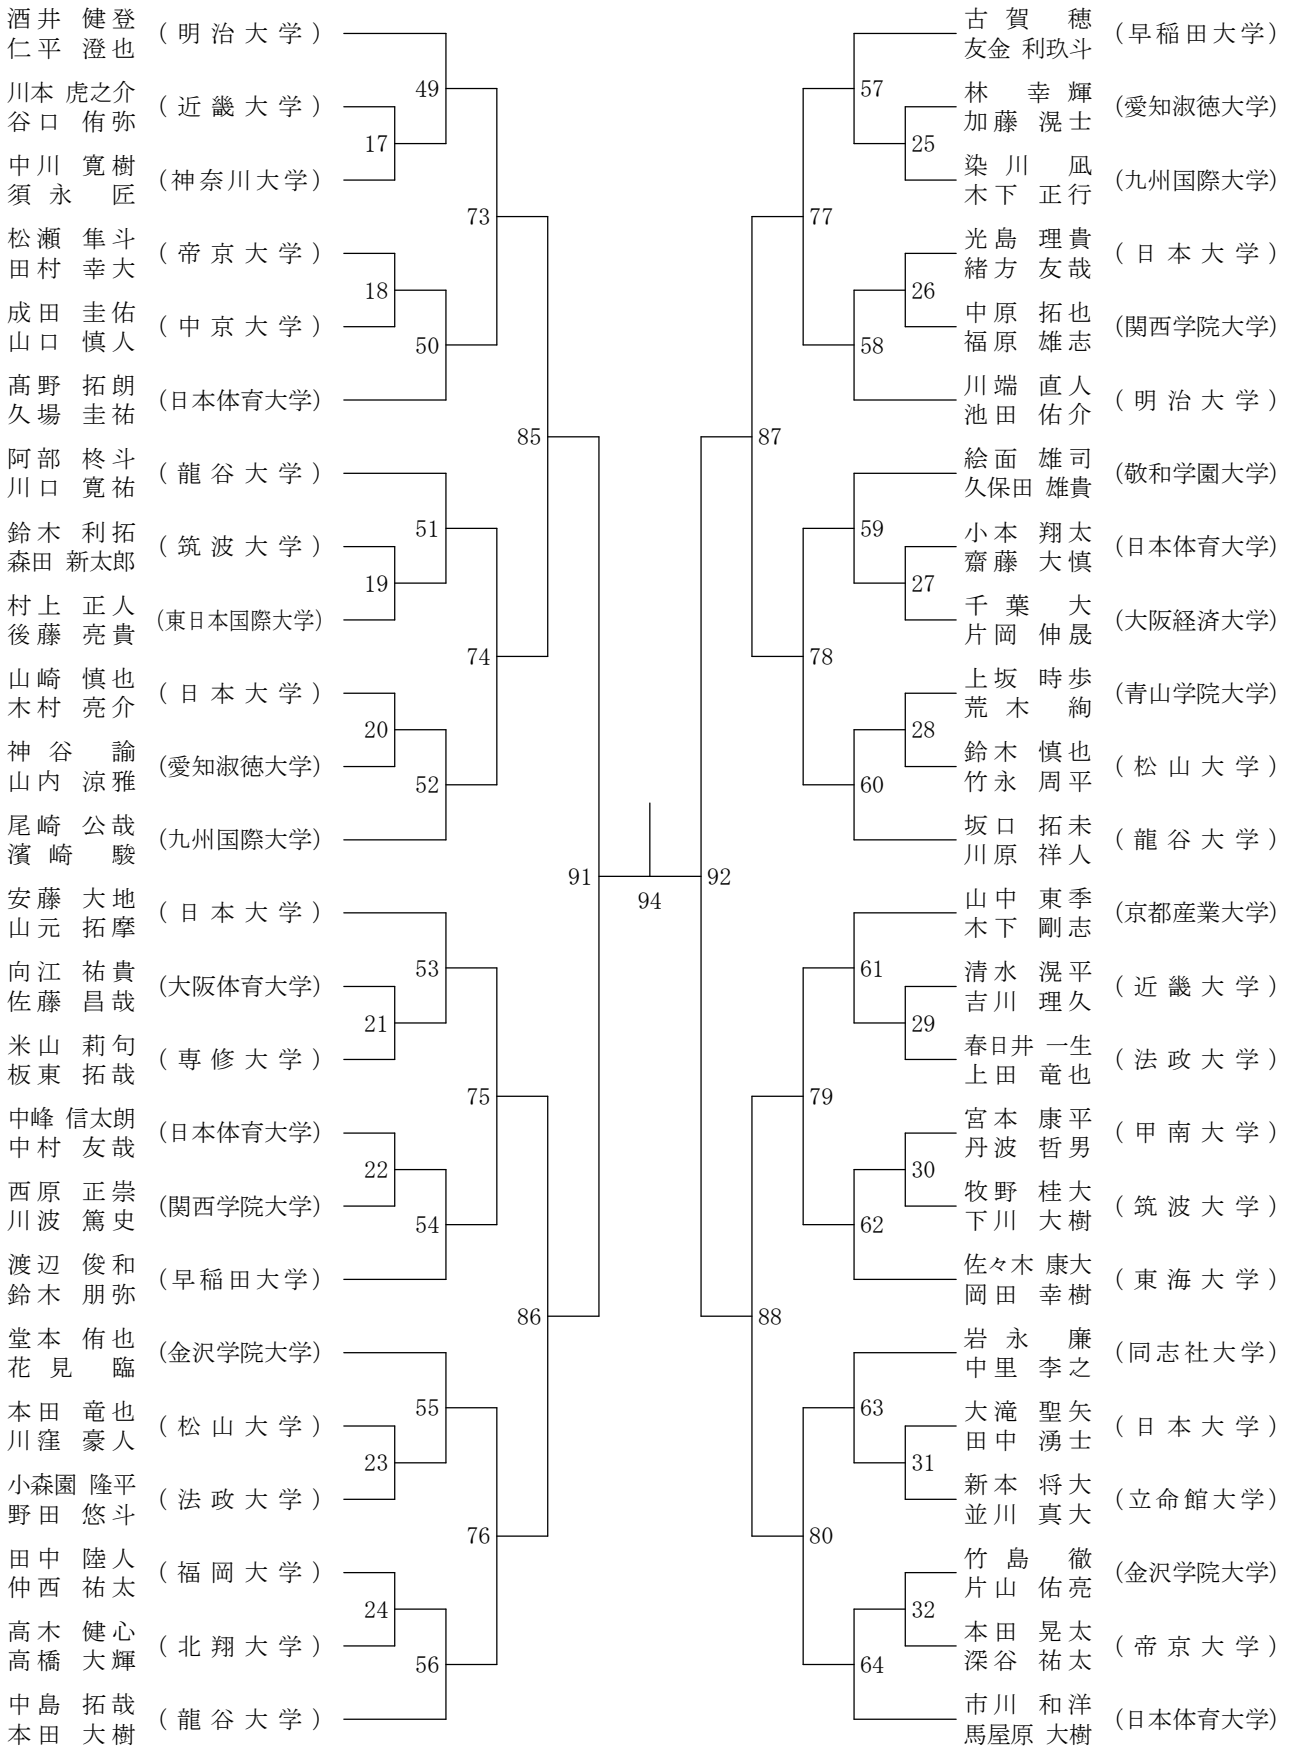 酒井 健登
仁平 澄也
(明治大学)
川本 虎之介
谷口 侑弥
(近畿大学)
中川 寛樹
須永 匠
(神奈川大学)
松瀬 隼斗
田村 幸大
(帝京大学)
成田 圭佑
山口 慎人
(中京大学)
髙野 拓朗
久場 圭祐
(日本体育大学)
阿部 柊斗
川口 寛祐
(龍谷大学)
鈴木 利拓
森田 新太郎
(筑波大学)
村上 正人
後藤 亮貴
(東日本国際大学)
山崎 慎也
木村 亮介
(日本大学)
神谷 諭
山内 涼雅
(愛知淑徳大学)
尾崎 公哉
濱崎 駿
(九州国際大学)
安藤 大地
山元 拓摩
(日本大学)
向江 祐貴
佐藤 昌哉
(大阪体育大学)
米山 莉句
板東 拓哉
(専修大学)
中峰 信太朗
中村 友哉
(日本体育大学)
西原 正崇
川波 篤史
(関西学院大学)
渡辺 俊和
鈴木 朋弥
(早稲田大学)
堂本 侑也
花見 臨
(金沢学院大学)
本田 竜也
川窪 豪人
(松山大学)
小森園 隆平
野田 悠斗
(法政大学)
田中 陸人
仲西 祐太
(福岡大学)
高木 健心
高橋 大輝
(北翔大学)
中島 拓哉
本田 大樹
(龍谷大学)
17
18
19
20
21
22
23
24
49
50
51
52
53
54
55
56
73
74
75
76
85
86
91
94
92
87
88
77
78
79
80
57
58
59
60
61
62
63
64
25
26
27
28
29
30
31
32
古賀 穂
友金 利玖斗
(早稲田大学)
林 幸輝
加藤 滉士
(愛知淑徳大学)
染川 凪
木下 正行
(九州国際大学)
光島 理貴
緒方 友哉
(日本大学)
中原 拓也
福原 雄志
(関西学院大学)
川端 直人
池田 佑介
(明治大学)
絵面 雄司
久保田 雄貴
(敬和学園大学)
小本 翔太
齋藤 大慎
(日本体育大学)
千葉 大
片岡 伸晟
(大阪経済大学)
上坂 時歩
荒木 絢
(青山学院大学)
鈴木 慎也
竹永 周平
(松山大学)
坂口 拓未
川原 祥人
(龍谷大学)
山中 東季
木下 剛志
(京都産業大学)
清水 滉平
吉川 理久
(近畿大学)
春日井 一生
上田 竜也
(法政大学)
宮本 康平
丹波 哲男
(甲南大学)
牧野 桂大
下川 大樹
(筑波大学)
佐々木 康大
岡田 幸樹
(東海大学)
岩永 廉
中里 李之
(同志社大学)
大滝 聖矢
田中 湧士
(日本大学)
新本 将大
並川 真大
(立命館大学)
竹島 徹
片山 佑亮
(金沢学院大学)
本田 晃太
深谷 祐太
(帝京大学)
市川 和洋
馬屋原 大樹
(日本体育大学)